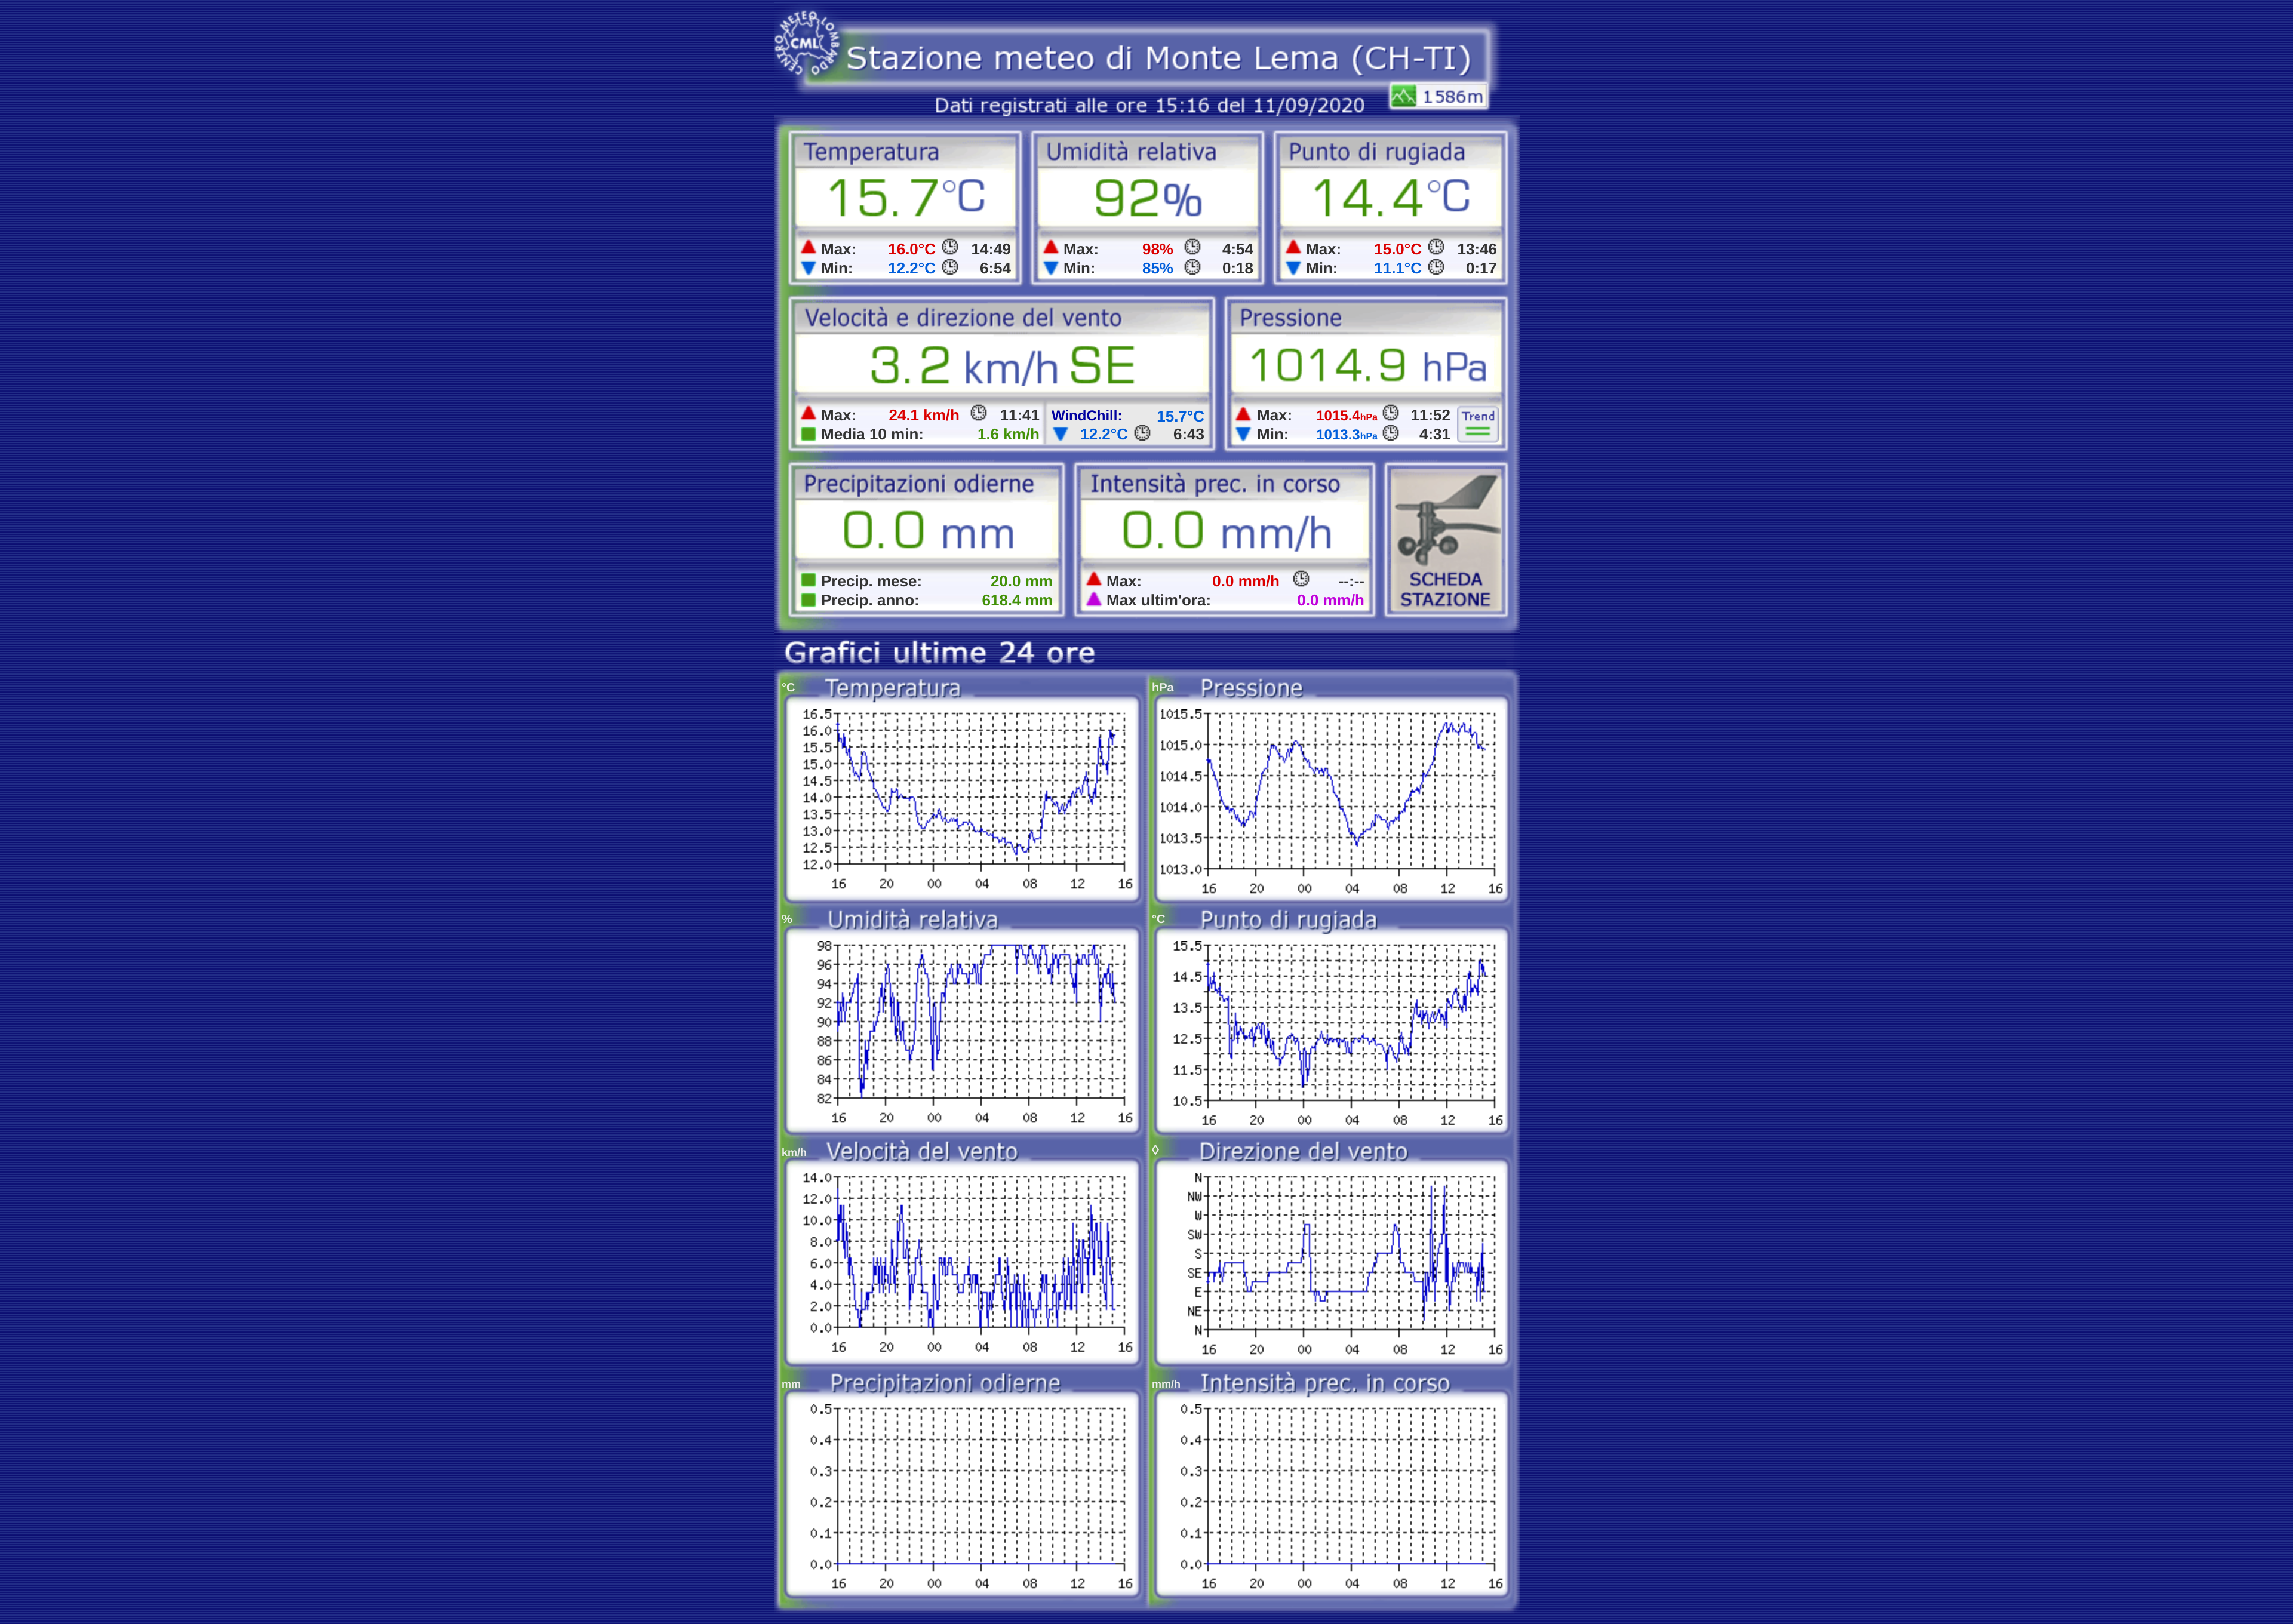 CENTRO METEO LOMBARDO
CML
Stazione meteo di Monte Lema (CH-TI)
1586m
Dati registrati alle ore 15:16 del 11/09/2020
Temperatura
15.7°C
Max: 16.0°C 14:49
Min: 12.2°C 6:54
Umidità relativa
92%
Max: 98% 4:54
Min: 85% 0:18
Punto di rugiada
14.4°C
Max: 15.0°C 13:46
Min: 11.1°C 0:17
Velocità e direzione del vento
3.2 km/h SE
Max: 24.1 km/h 11:41
Media 10 min: 1.6 km/h
WindChill: 15.7°C
12.2°C 6:43
Pressione
1014.9 hPa
Max: 1015.4hPa 11:52
Min: 1013.3hPa 4:31
Trend
Precipitazioni odierne
0.0 mm
Precip. mese: 20.0 mm
Precip. anno: 618.4 mm
Intensità prec. in corso
0.0 mm/h
Max: 0.0 mm/h --:--
Max ultim'ora: 0.0 mm/h
SCHEDA
STAZIONE
Grafici ultime 24 ore
°C Temperatura
16.5
16.0
15.5
15.0
14.5
14.0
13.5
13.0
12.5
12.0
16 20 00 04 08 12 16
hPa Pressione
1015.5
1015.0
1014.5
1014.0
1013.5
1013.0
16 20 00 04 08 12 16
% Umidità relativa
98
96
94
92
90
88
86
84
82
16 20 00 04 08 12 16
°C Punto di rugiada
15.5
14.5
13.5
12.5
11.5
10.5
16 20 00 04 08 12 16
km/h Velocità del vento
14.0
12.0
10.0
8.0
6.0
4.0
2.0
0.0
16 20 00 04 08 12 16
◊ Direzione del vento
N
NW
W
SW
S
SE
E
NE
N
16 20 00 04 08 12 16
mm Precipitazioni odierne
0.5
0.4
0.3
0.2
0.1
0.0
16 20 00 04 08 12 16
mm/h Intensità prec. in corso
0.5
0.4
0.3
0.2
0.1
0.0
16 20 00 04 08 12 16